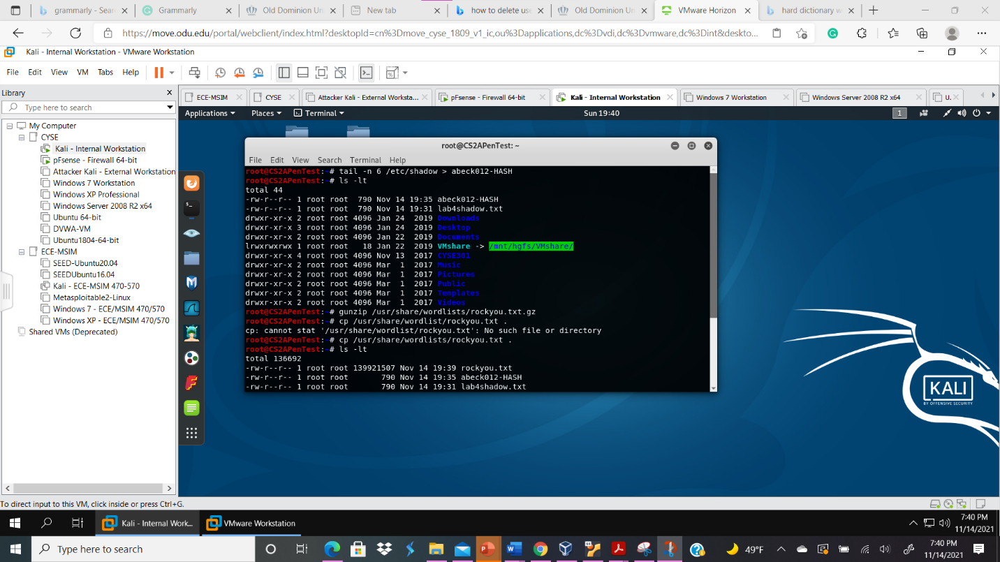 grammarly - Sear
Grammarly
Old Dominion Un
New tab
how to delete use
Old Dominion Un
VMware Horizon
hard dictionary w
https://move.odu.edu/portal/webclient/index.html?desktopId=cn%3Dmove_cyse_1809_v1_ic,ou%3Dapplications,dc%3Dvdi,dc%3Dvmware,dc%3Dint&deskto...
Kali - Internal Workstation - VMware Workstation
File Edit View VM Tabs Help
Library
Type here to search
My Computer
CYSE
Kali - Internal Workstation
pFsense - Firewall 64-bit
Attacker Kali - External Workstation
Windows 7 Workstation
Windows XP Professional
Windows Server 2008 R2 x64
Ubuntu 64-bit
DVWA-VM
Ubuntu1804-64-bit
ECE-MSIM
SEED-Ubuntu20.04
SEEDUbuntu16.04
Kali - ECE-MSIM 470-570
Metasploitable2-Linux
Windows 7 - ECE/MSIM 470/570
Windows XP - ECE/MSIM 470/570
Shared VMs (Deprecated)
ECE-MSIM
CYSE
Attacker Kali - External Worksta...
pFsense - Firewall 64-bit
Kali - Internal Workstation
Windows 7 Workstation
Windows Server 2008 R2 x64
U.
Applications Places Terminal
Sun 19:40
1
root@CS2APenTest: ~
File Edit View Search Terminal Help
root@CS2APenTest:~# tail -n 6 /etc/shadow > abeck012-HASH
root@CS2APenTest:~# ls -lt
total 44
-rw-r--r-- 1 root root 790 Nov 14 19:35 abeck012-HASH
-rw-r--r-- 1 root root 790 Nov 14 19:31 lab4shadow.txt
drwxr-xr-x 2 root root 4096 Jan 24 2019 Downloads
drwxr-xr-x 3 root root 4096 Jan 24 2019 Desktop
drwxr-xr-x 2 root root 4096 Jan 22 2019 Documents
lrwxrwxrwx 1 root root 18 Jan 22 2019 VMshare -> /mnt/hgfs/VMshare/
drwxr-xr-x 4 root root 4096 Nov 13 2017 CYSE301
drwxr-xr-x 2 root root 4096 Mar 1 2017 Music
drwxr-xr-x 2 root root 4096 Mar 1 2017 Pictures
drwxr-xr-x 2 root root 4096 Mar 1 2017 Public
drwxr-xr-x 2 root root 4096 Mar 1 2017 Templates
drwxr-xr-x 2 root root 4096 Mar 1 2017 Videos
root@CS2APenTest:~# gunzip /usr/share/wordlists/rockyou.txt.gz
root@CS2APenTest:~# cp /usr/share/wordlist/rockyou.txt .
cp: cannot stat '/usr/share/wordlist/rockyou.txt': No such file or directory
root@CS2APenTest:~# cp /usr/share/wordlists/rockyou.txt .
root@CS2APenTest:~# ls -lt
total 136692
-rw-r--r-- 1 root root 139921507 Nov 14 19:39 rockyou.txt
-rw-r--r-- 1 root root 790 Nov 14 19:35 abeck012-HASH
-rw-r--r-- 1 root root 790 Nov 14 19:31 lab4shadow.txt
KALI
BY OFFENSIVE SECURITY
To direct input to this VM, click inside or press Ctrl+G.
Kali - Internal Work...
VMware Workstation
7:40 PM
11/14/2021
Type here to search
49°F
7:40 PM
11/14/2021